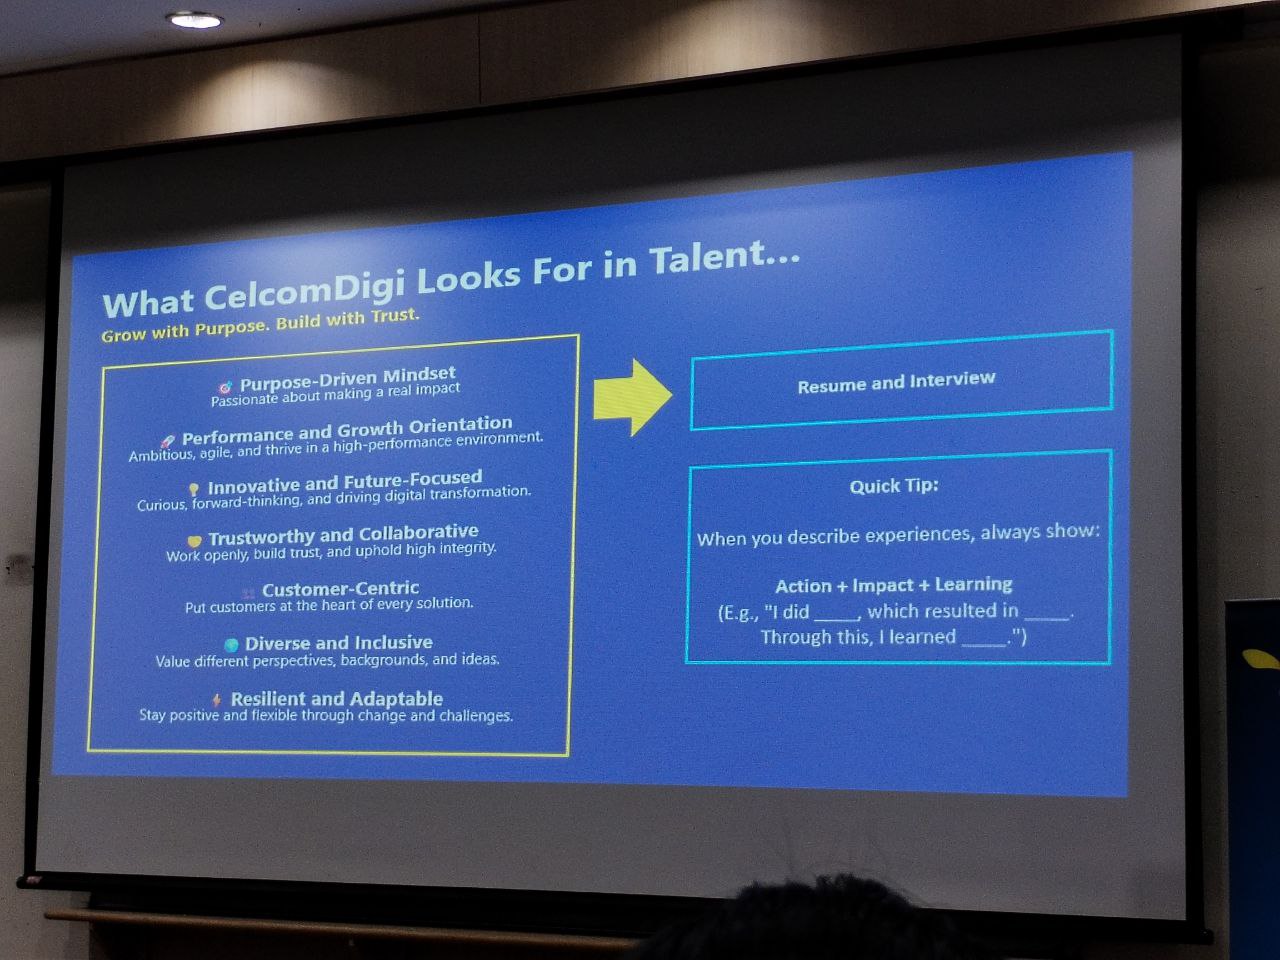 What CelcomDigi Looks For in Talent...
Grow with Purpose. Build with Trust.
Purpose-Driven Mindset
Passionate about making a real impact
Performance and Growth Orientation
Ambitious, agile, and thrive in a high-performance environment.
Innovative and Future-Focused
Curious, forward-thinking, and driving digital transformation.
Trustworthy and Collaborative
Work openly, build trust, and uphold high integrity.
Customer-Centric
Put customers at the heart of every solution.
Diverse and Inclusive
Value different perspectives, backgrounds, and ideas.
Resilient and Adaptable
Stay positive and flexible through change and challenges.
Resume and Interview
Quick Tip:
When you describe experiences, always show:
Action + Impact + Learning
(E.g., "I did ____, which resulted in ____.
Through this, I learned ____.")